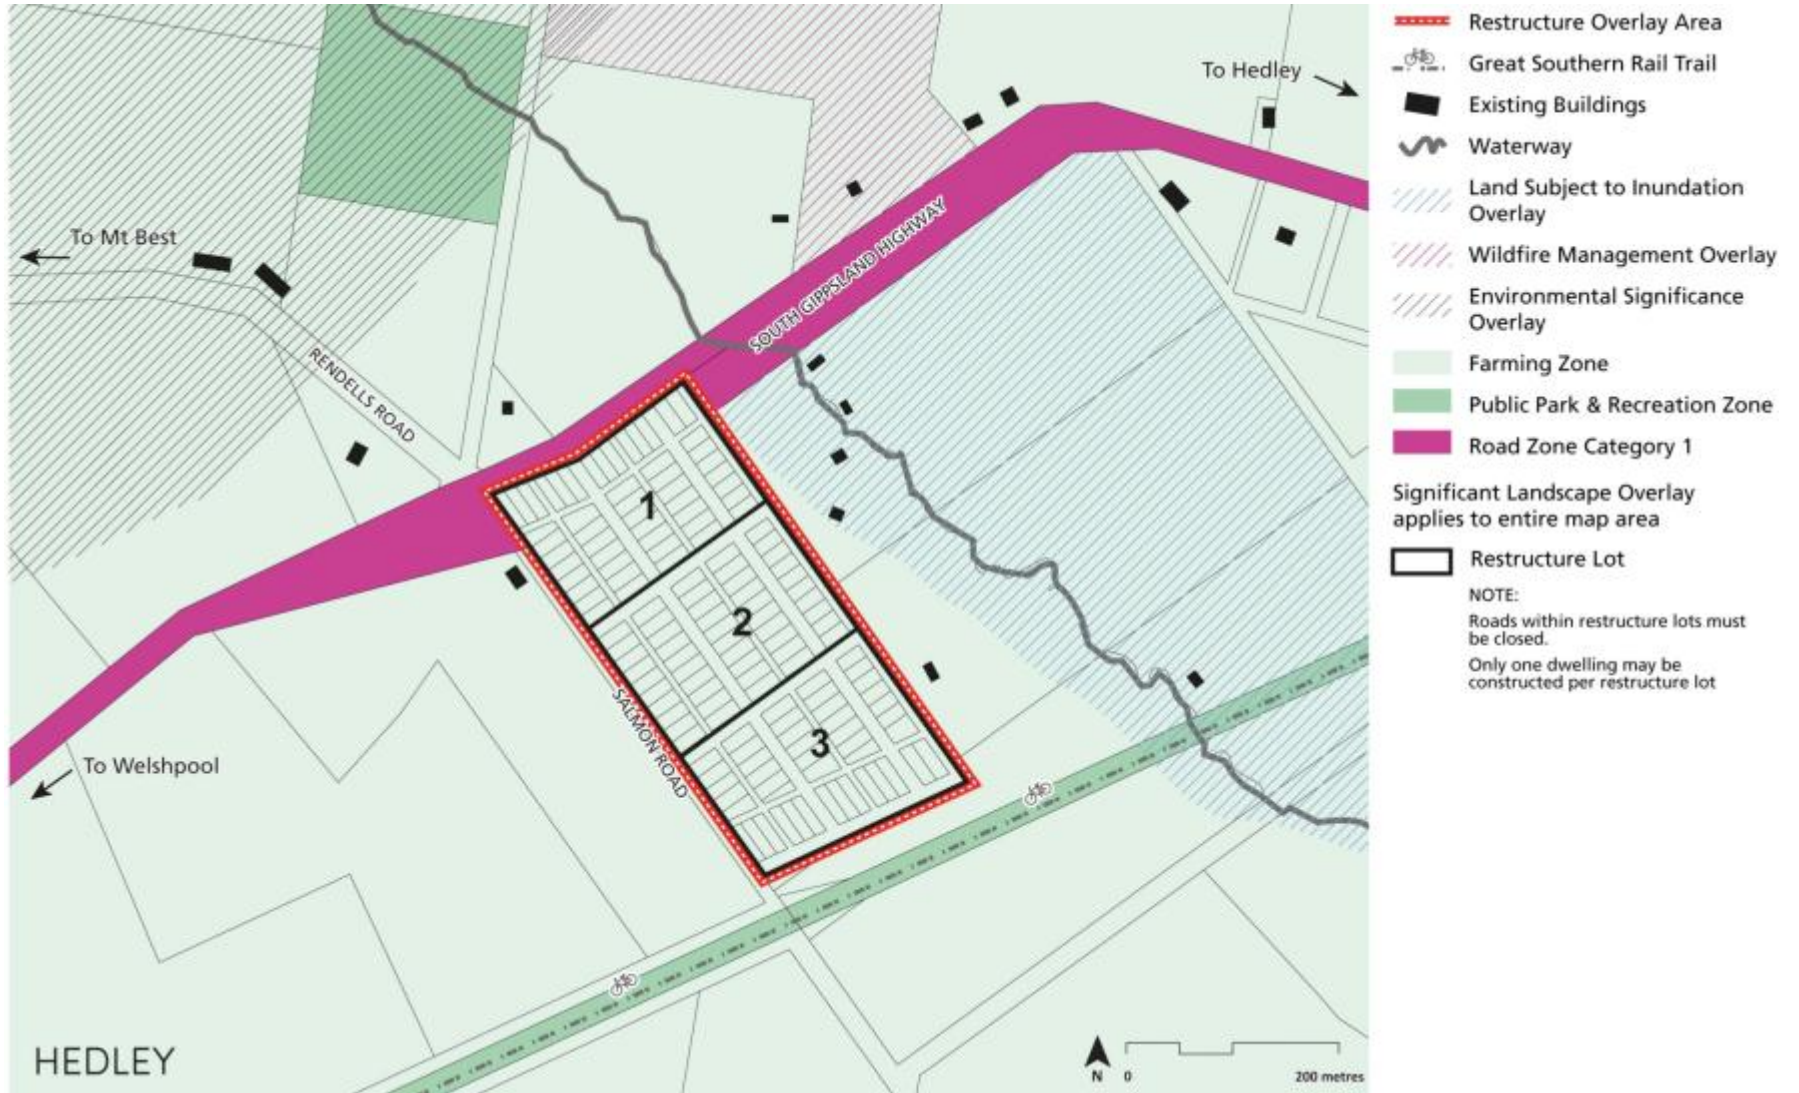 To Hedley
To Mt Best
SOUTH GIPPSLAND HIGHWAY
RENDELLS ROAD
1
2
3
SALMON ROAD
To Welshpool
HEDLEY
N
0
200 metres
Restructure Overlay Area
Great Southern Rail Trail
Existing Buildings
Waterway
Land Subject to Inundation
Overlay
Wildfire Management Overlay
Environmental Significance
Overlay
Farming Zone
Public Park & Recreation Zone
Road Zone Category 1
Significant Landscape Overlay
applies to entire map area
Restructure Lot
NOTE:
Roads within restructure lots must
be closed.
Only one dwelling may be
constructed per restructure lot